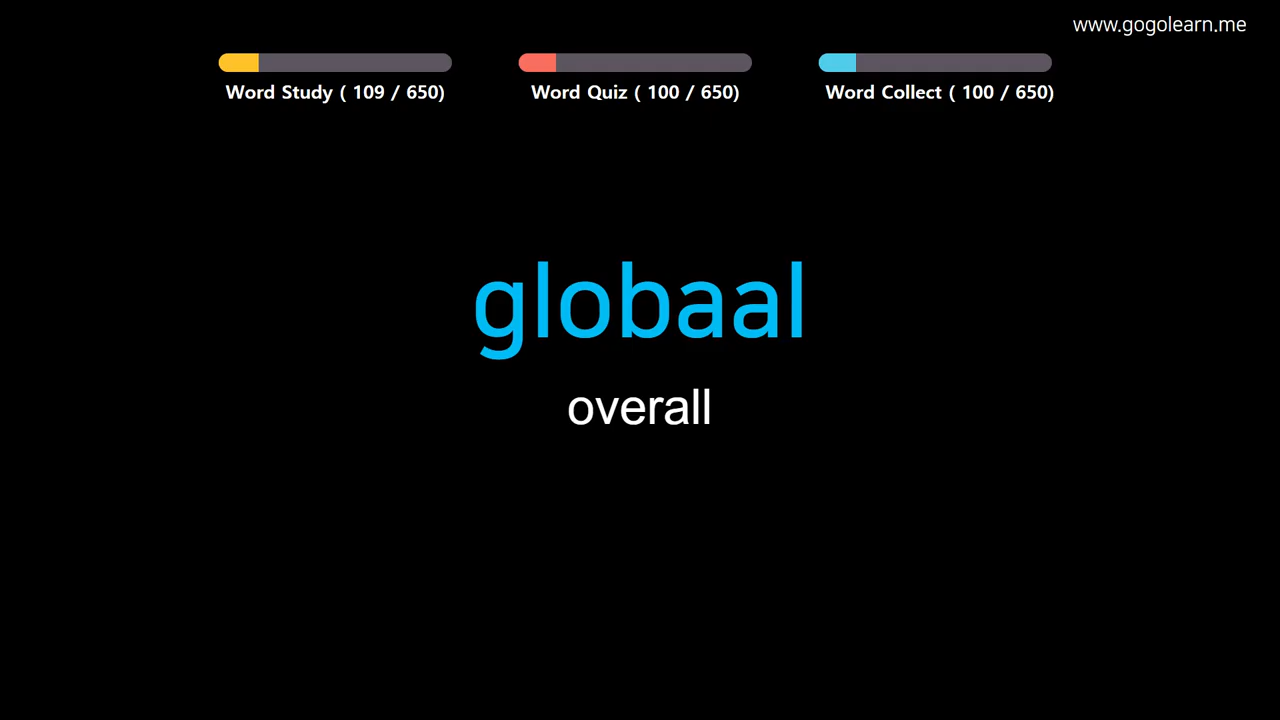 www.gogolearn.me
Word Study ( 109 / 650)
Word Quiz ( 100 / 650)
Word Collect ( 100 / 650)
globaal
overall